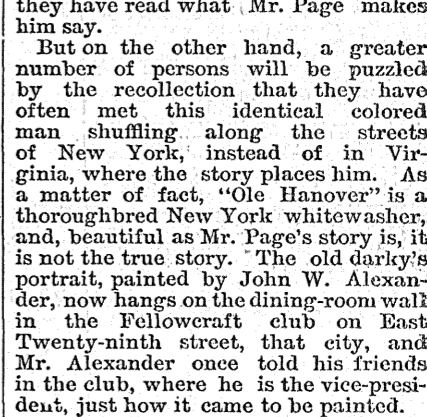 they have read what Mr. Page makes
him say.
But on the other hand, a greater
number of persons will be puzzled
by the recollection that they have
often met this identical colored
man shuffling along the streets
of New York, instead of in Vir-
ginia, where the story places him. As
a matter of fact, "Ole Hanover" is a
thoroughbred New York whitewasher,
and, beautiful as Mr. Page's story is, it
is not the true story. The old darky's
portrait, painted by John W. Alexan-
der, now hangs on the dining-room wall
in the Fellowcraft club on East
Twenty-ninth street, that city, and
Mr. Alexander once told his friends
in the club, where he is the vice-presi-
dent, just how it came to be painted.